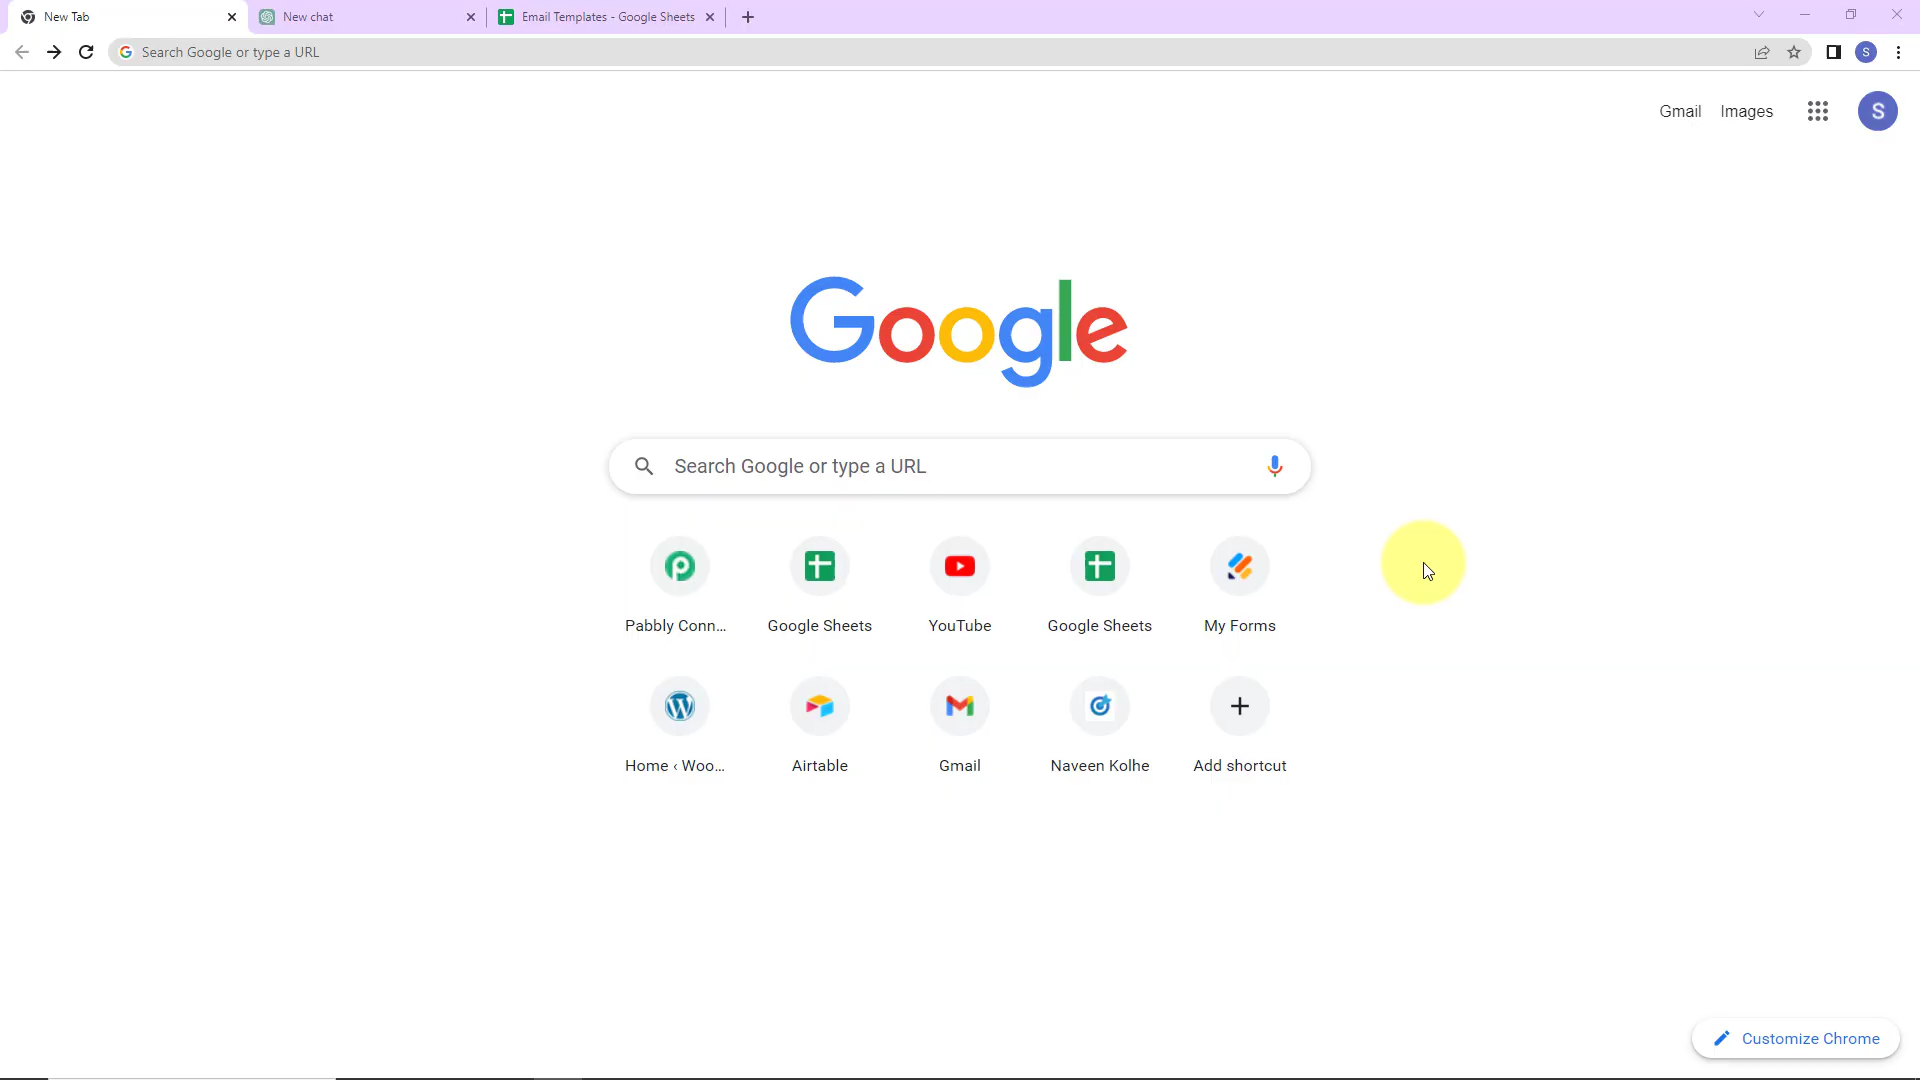 New Tab
New chat
Email Templates - Google Sheets
Search Google or type a URL
S
Gmail
Images
S
Google
Search Google or type a URL
Pabbly Conn...
Google Sheets
YouTube
Google Sheets
My Forms
Home ‹ Woo...
Airtable
Gmail
Naveen Kolhe
Add shortcut
Customize Chrome